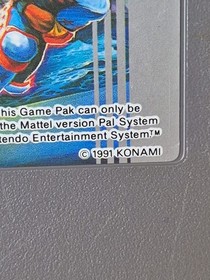 his Game Pak can only be
the Mattel version Pal System
ntendo Entertainment System™
© 1991 KONAMI